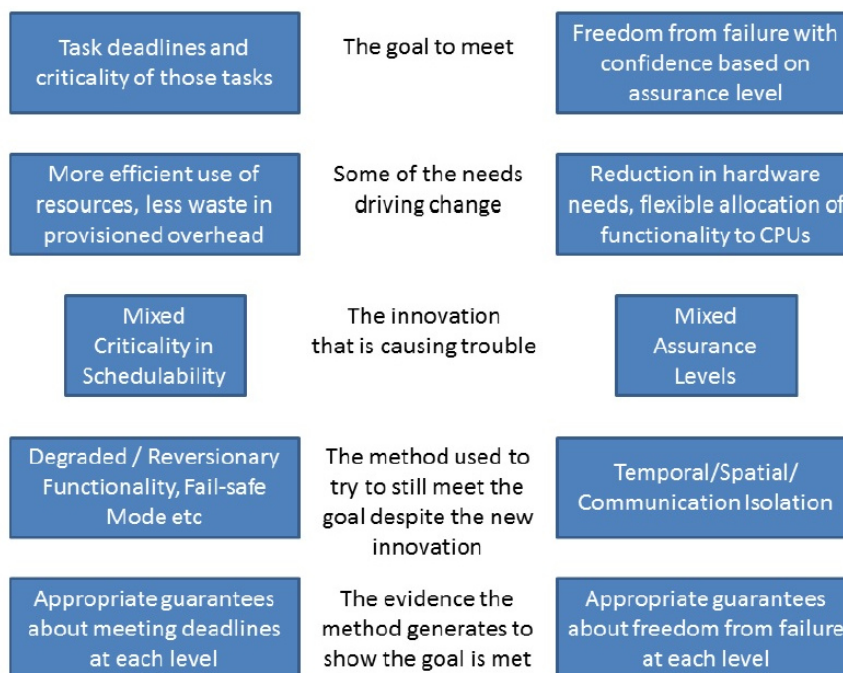 Task deadlines and
criticality of those tasks
The goal to meet
Freedom from failure with
confidence based on
assurance level
More efficient use of
resources, less waste in
provisioned overhead
Some of the needs
driving change
Reduction in hardware
needs, flexible allocation of
functionality to CPUs
Mixed
Criticality in
Schedulability
The innovation
that is causing trouble
Mixed
Assurance
Levels
Degraded / Reversionary
Functionality, Fail-safe
Mode etc
The method used to
try to still meet the
goal despite the new
innovation
Temporal/Spatial/
Communication Isolation
Appropriate guarantees
about meeting deadlines
at each level
The evidence the
method generates to
show the goal is met
Appropriate guarantees
about freedom from failure
at each level